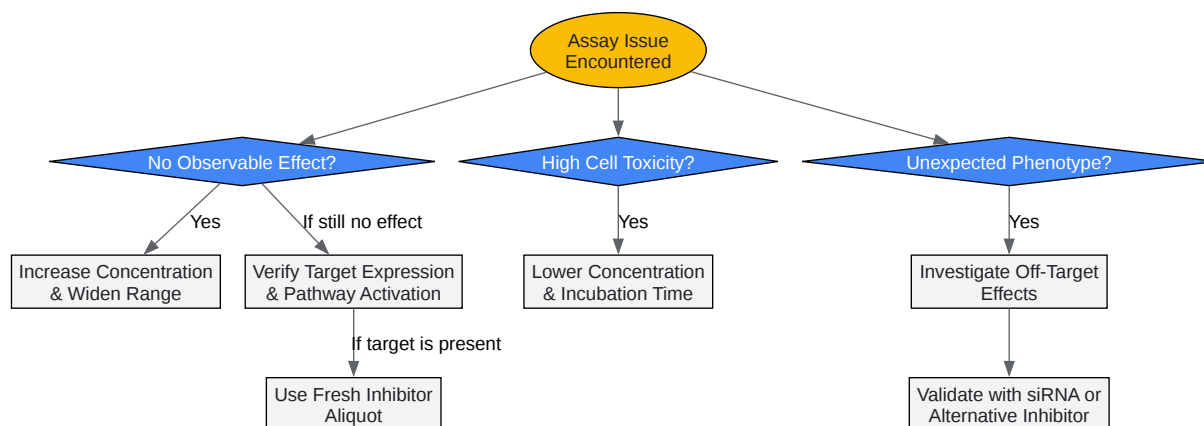 Assay Issue
Encountered
No Observable Effect?
High Cell Toxicity?
Unexpected Phenotype?
Yes
If still no effect
Yes
Yes
Increase Concentration
& Widen Range
Verify Target Expression
& Pathway Activation
Lower Concentration
& Incubation Time
Investigate Off-Target
Effects
If target is present
Use Fresh Inhibitor
Aliquot
Validate with siRNA or
Alternative Inhibitor